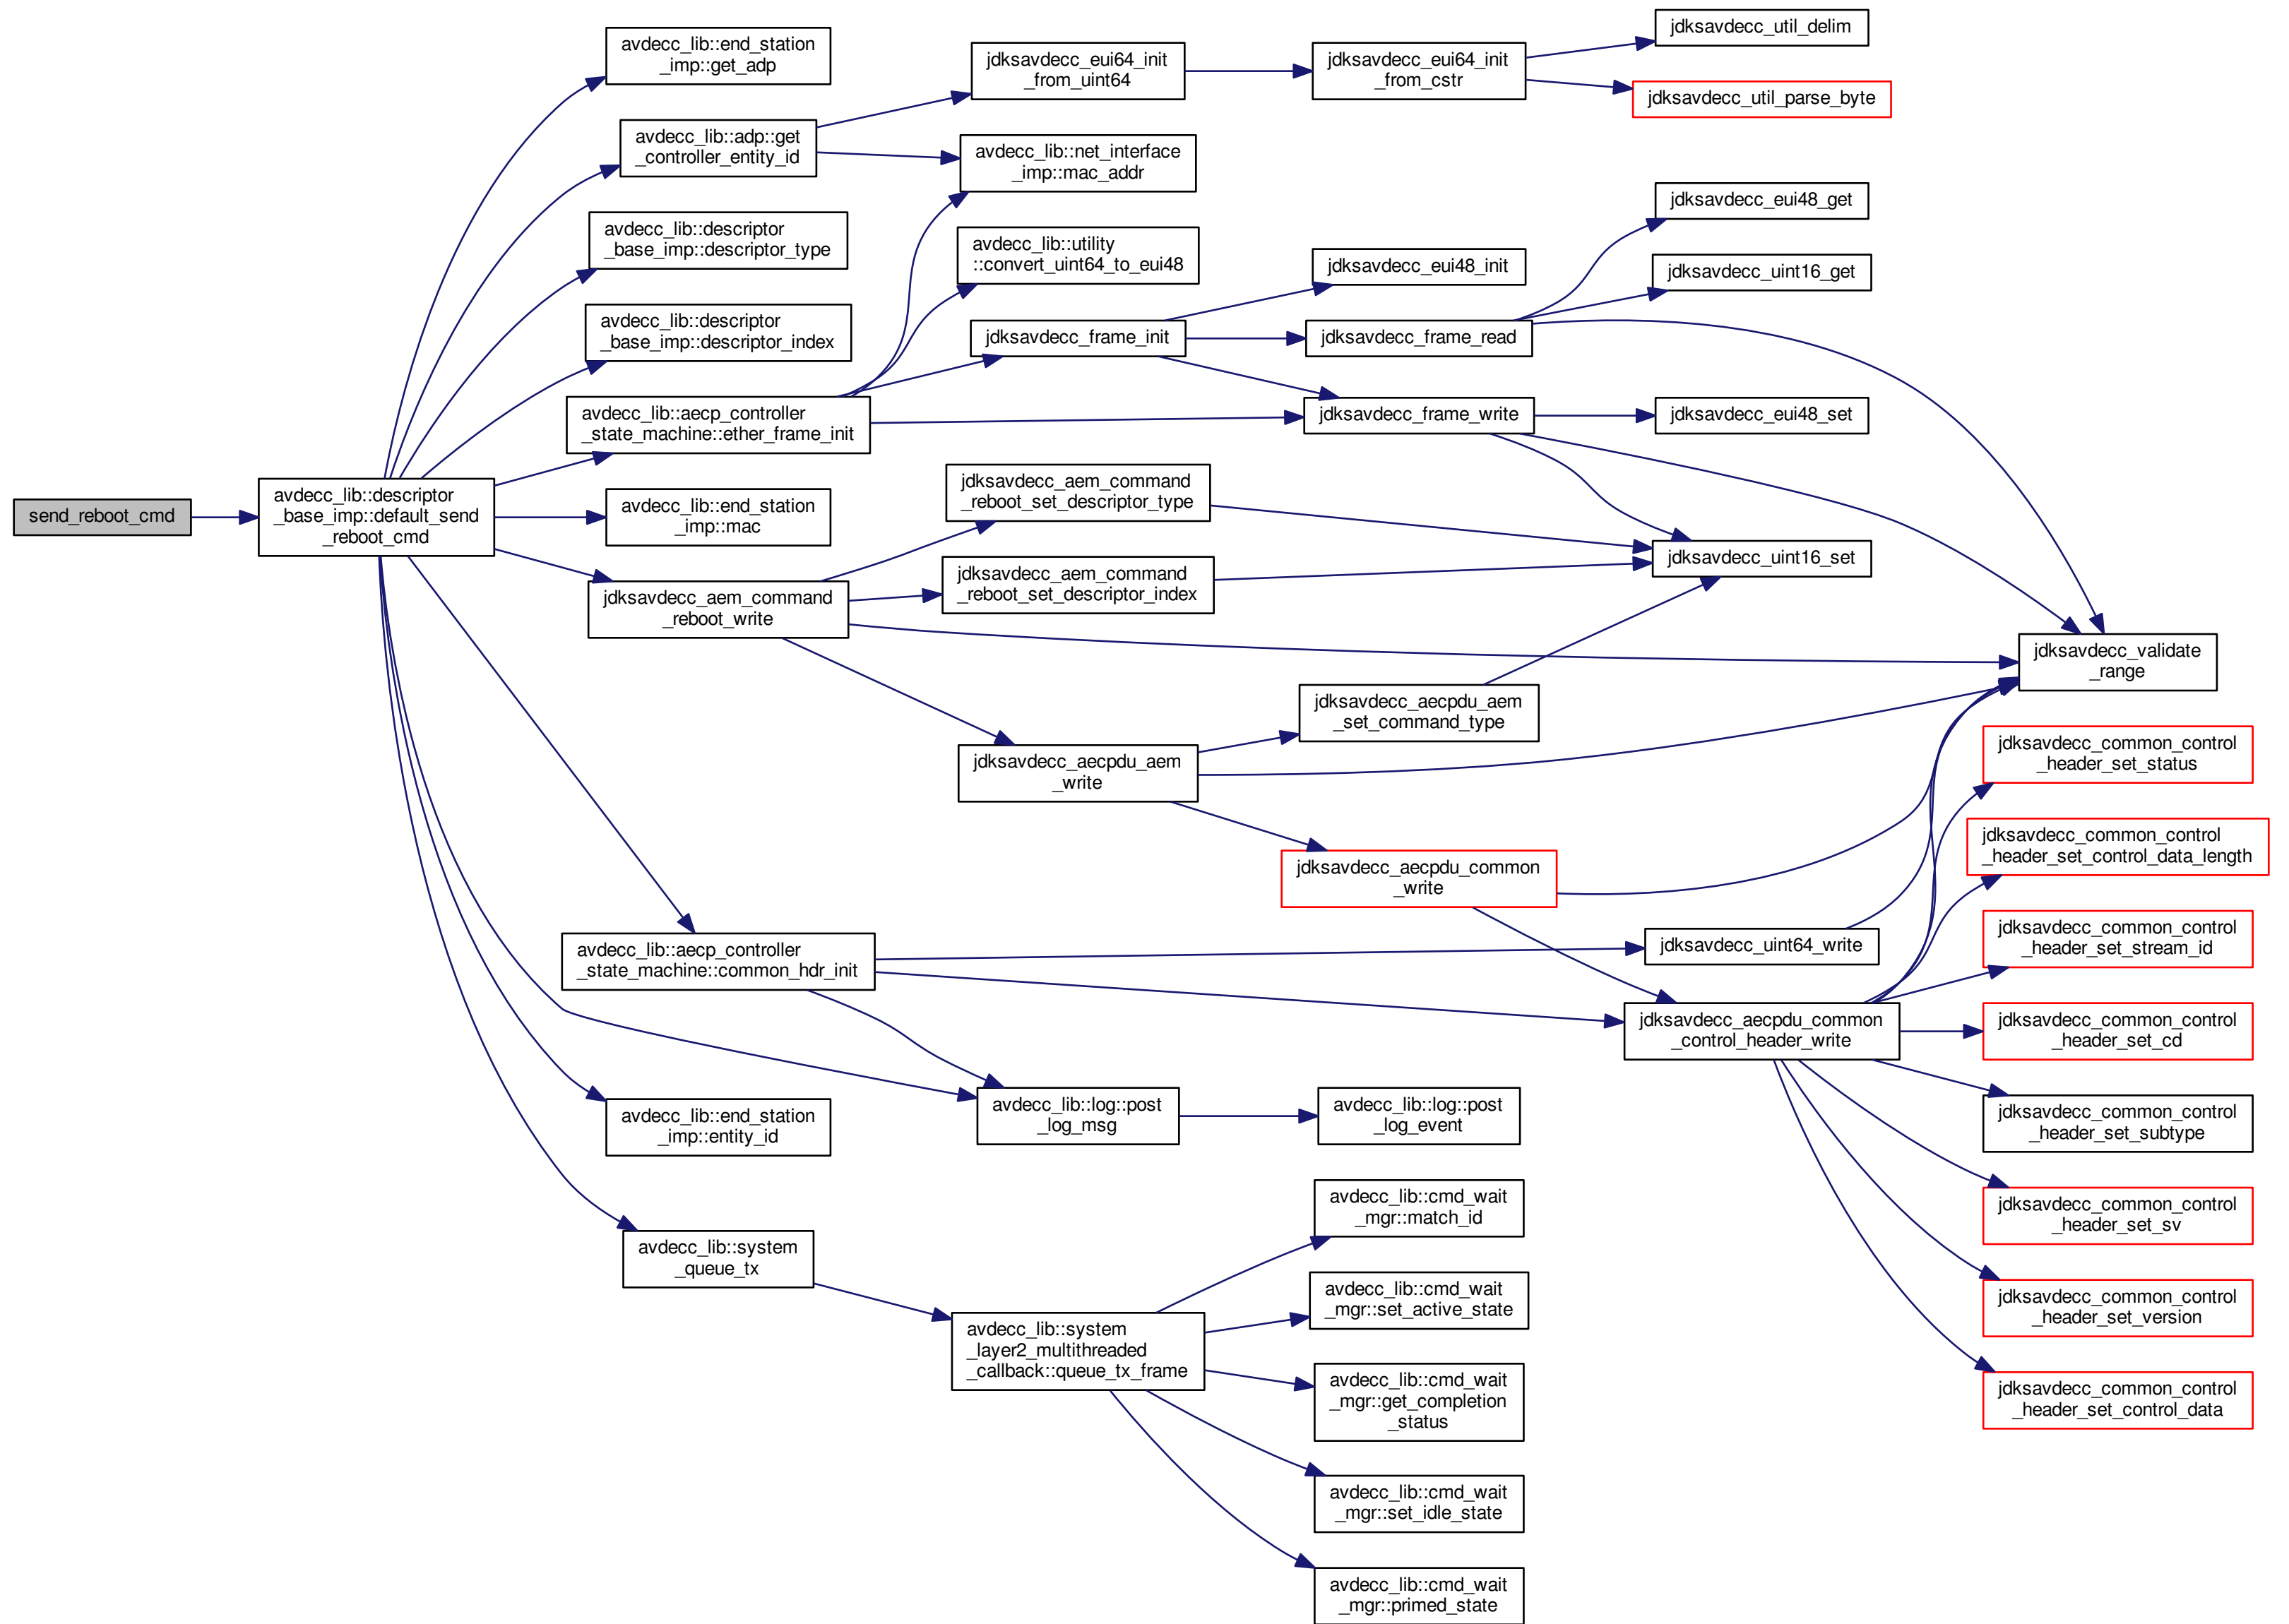 send_reboot_cmd
avdecc_lib::descriptor
_base_imp::default_send
_reboot_cmd
avdecc_lib::end_station
_imp::get_adp
avdecc_lib::adp::get
_controller_entity_id
avdecc_lib::descriptor
_base_imp::descriptor_type
avdecc_lib::descriptor
_base_imp::descriptor_index
avdecc_lib::aecp_controller
_state_machine::ether_frame_init
avdecc_lib::end_station
_imp::mac
jdksavdecc_aem_command
_reboot_write
avdecc_lib::aecp_controller
_state_machine::common_hdr_init
avdecc_lib::end_station
_imp::entity_id
avdecc_lib::system
_queue_tx
jdksavdecc_eui64_init
_from_uint64
avdecc_lib::net_interface
_imp::mac_addr
avdecc_lib::utility
::convert_uint64_to_eui48
jdksavdecc_frame_init
jdksavdecc_aem_command
_reboot_set_descriptor_type
jdksavdecc_aem_command
_reboot_set_descriptor_index
jdksavdecc_aecpdu_aem
_write
avdecc_lib::log::post
_log_msg
avdecc_lib::system
_layer2_multithreaded
_callback::queue_tx_frame
jdksavdecc_eui64_init
_from_cstr
jdksavdecc_eui48_init
jdksavdecc_frame_read
jdksavdecc_frame_write
jdksavdecc_aecpdu_aem
_set_command_type
jdksavdecc_aecpdu_common
_write
avdecc_lib::log::post
_log_event
avdecc_lib::cmd_wait
_mgr::match_id
avdecc_lib::cmd_wait
_mgr::set_active_state
avdecc_lib::cmd_wait
_mgr::get_completion
_status
avdecc_lib::cmd_wait
_mgr::set_idle_state
avdecc_lib::cmd_wait
_mgr::primed_state
jdksavdecc_util_delim
jdksavdecc_util_parse_byte
jdksavdecc_eui48_get
jdksavdecc_uint16_get
jdksavdecc_eui48_set
jdksavdecc_uint16_set
jdksavdecc_uint64_write
jdksavdecc_aecpdu_common
_control_header_write
jdksavdecc_validate
_range
jdksavdecc_common_control
_header_set_status
jdksavdecc_common_control
_header_set_control_data_length
jdksavdecc_common_control
_header_set_stream_id
jdksavdecc_common_control
_header_set_cd
jdksavdecc_common_control
_header_set_subtype
jdksavdecc_common_control
_header_set_sv
jdksavdecc_common_control
_header_set_version
jdksavdecc_common_control
_header_set_control_data